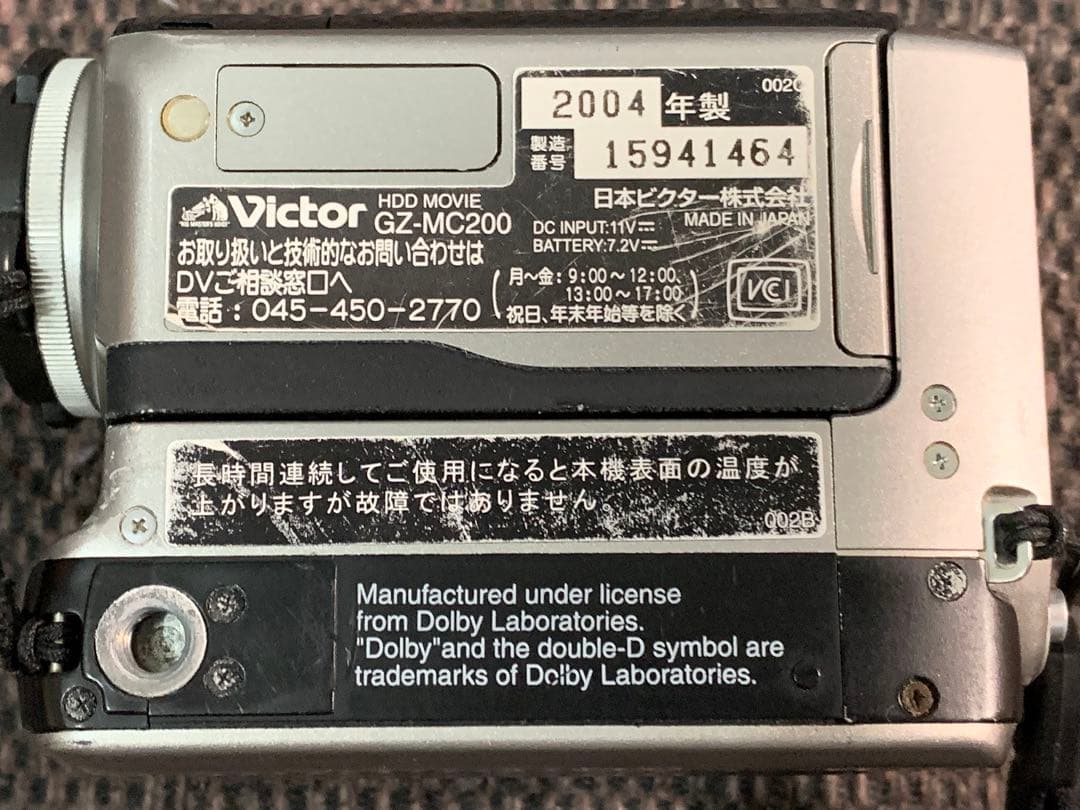 002C
2004年製
製造番号 15941464
Victor HDD MOVIE
GZ-MC200
日本ビクター株式会社
DC INPUT:11V MADE IN JAPAN
BATTERY:7.2V
お取り扱いと技術的なお問い合わせは
DVご相談窓口へ
電話：045-450-2770
(月〜金：9:00〜12:00
13:00〜17:00
祝日、年末年始等を除く)
VCCI
長時間連続してご使用になると本機表面の温度が
上がりますが故障ではありません。
002B
Manufactured under license
from Dolby Laboratories.
"Dolby"and the double-D symbol are
trademarks of Dolby Laboratories.